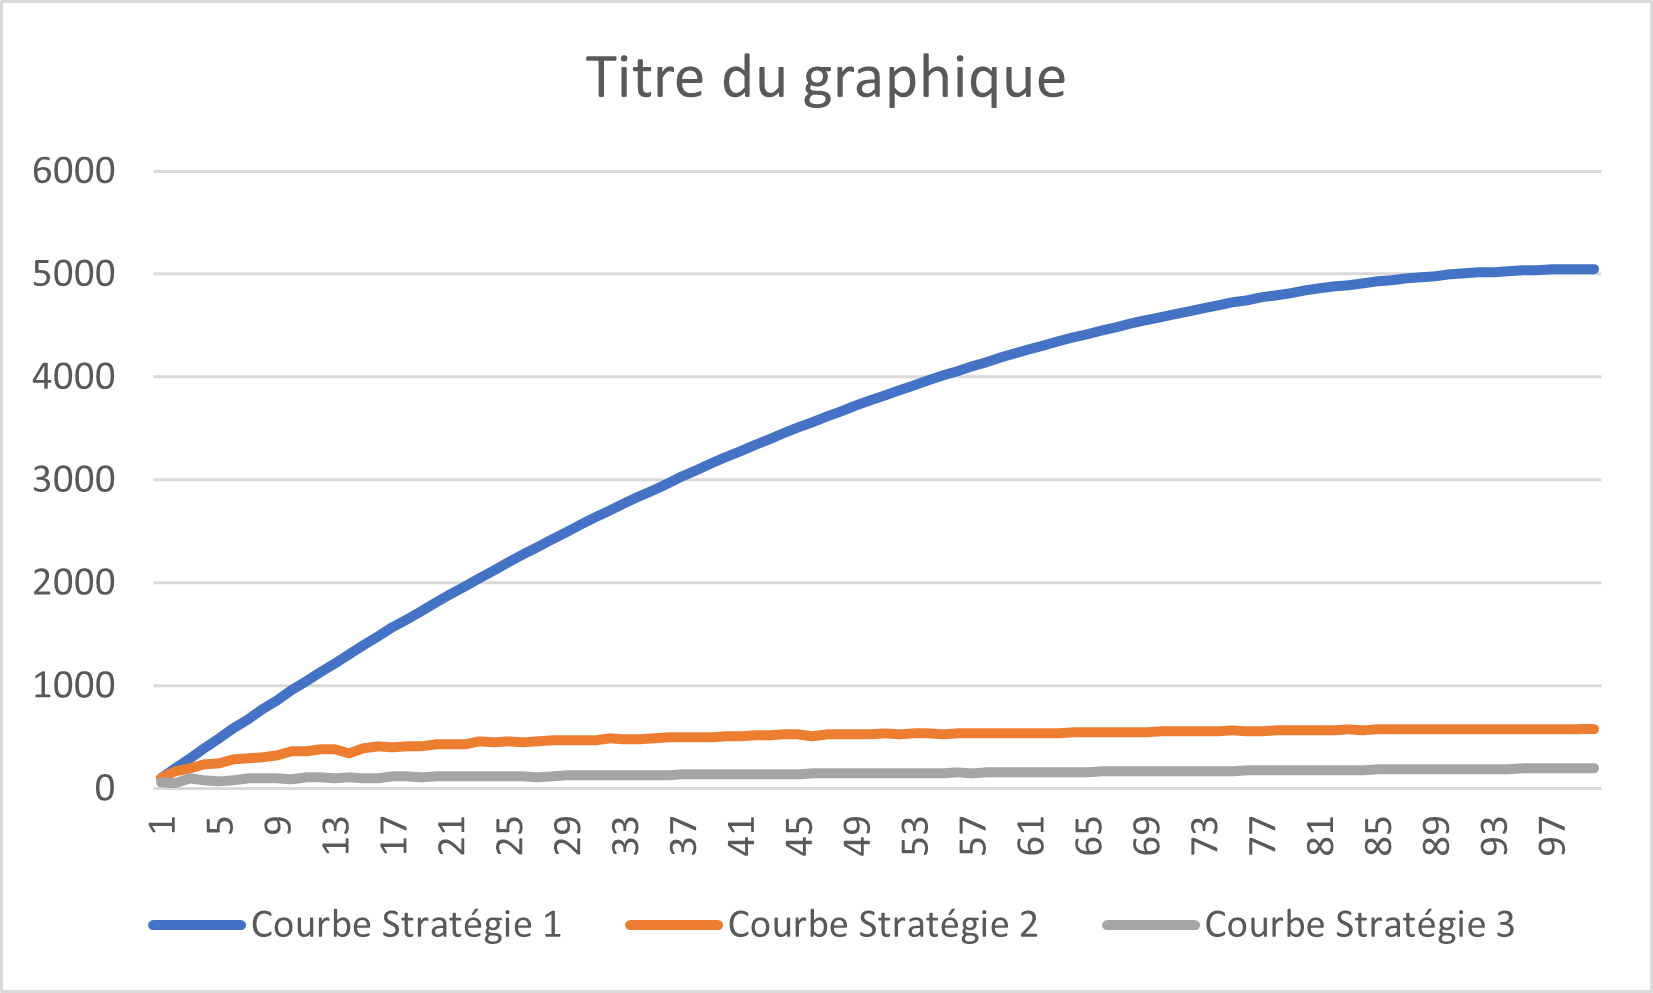 Titre du graphique
6000
5000
4000
3000
2000
1000
0
1 5 9 13 17 21 25 29 33 37 41 45 49 53 57 61 65 69 73 77 81 85 89 93 97
Courbe Stratégie 1 Courbe Stratégie 2 Courbe Stratégie 3